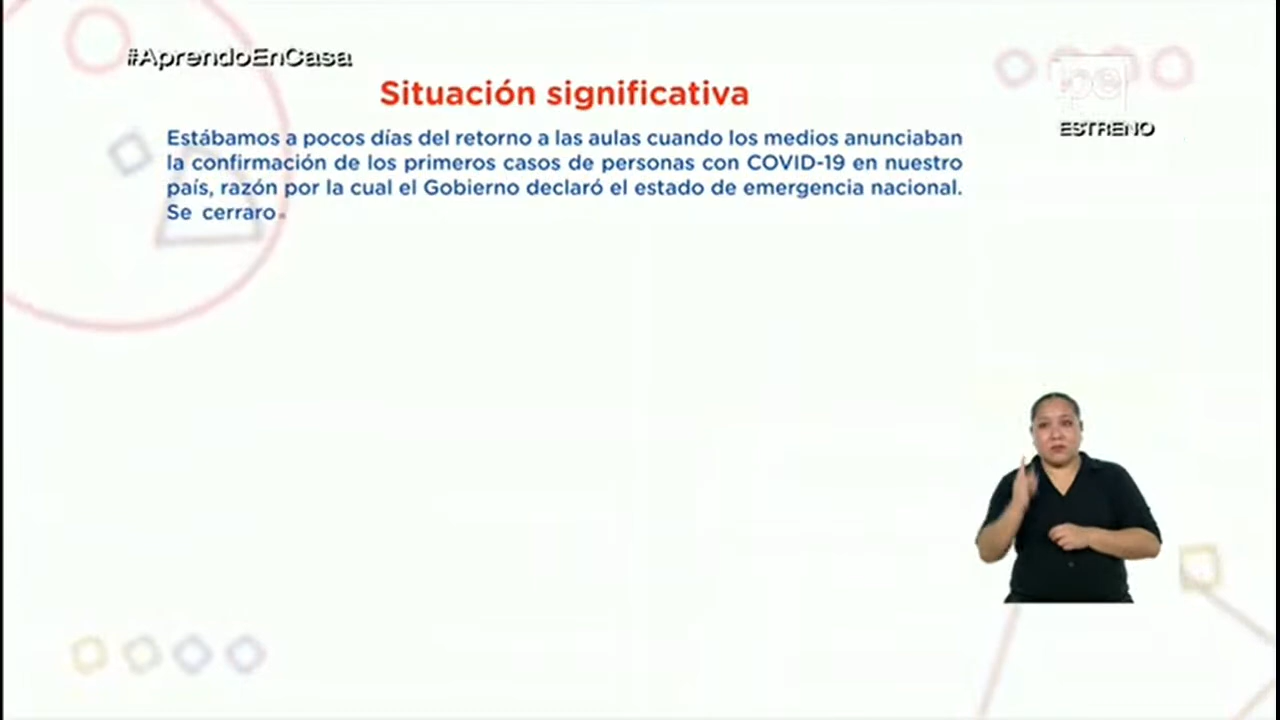 #AprendoEnCasa
Situación significativa
pe
ESTRENO
Estábamos a pocos días del retorno a las aulas cuando los medios anunciaban
la confirmación de los primeros casos de personas con COVID-19 en nuestro
país, razón por la cual el Gobierno declaró el estado de emergencia nacional.
Se cerraro